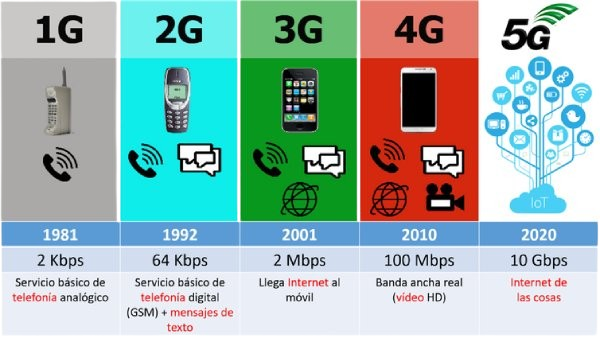 1G
2G
3G
4G
5G
IoT
1981
1992
2001
2010
2020
2 Kbps
64 Kbps
2 Mbps
100 Mbps
10 Gbps
Servicio básico de
telefonía analógico
Servicio básico de
telefonía digital
(GSM) + mensajes de
texto
Llega Internet al
móvil
Banda ancha real
(vídeo HD)
Internet de
las cosas